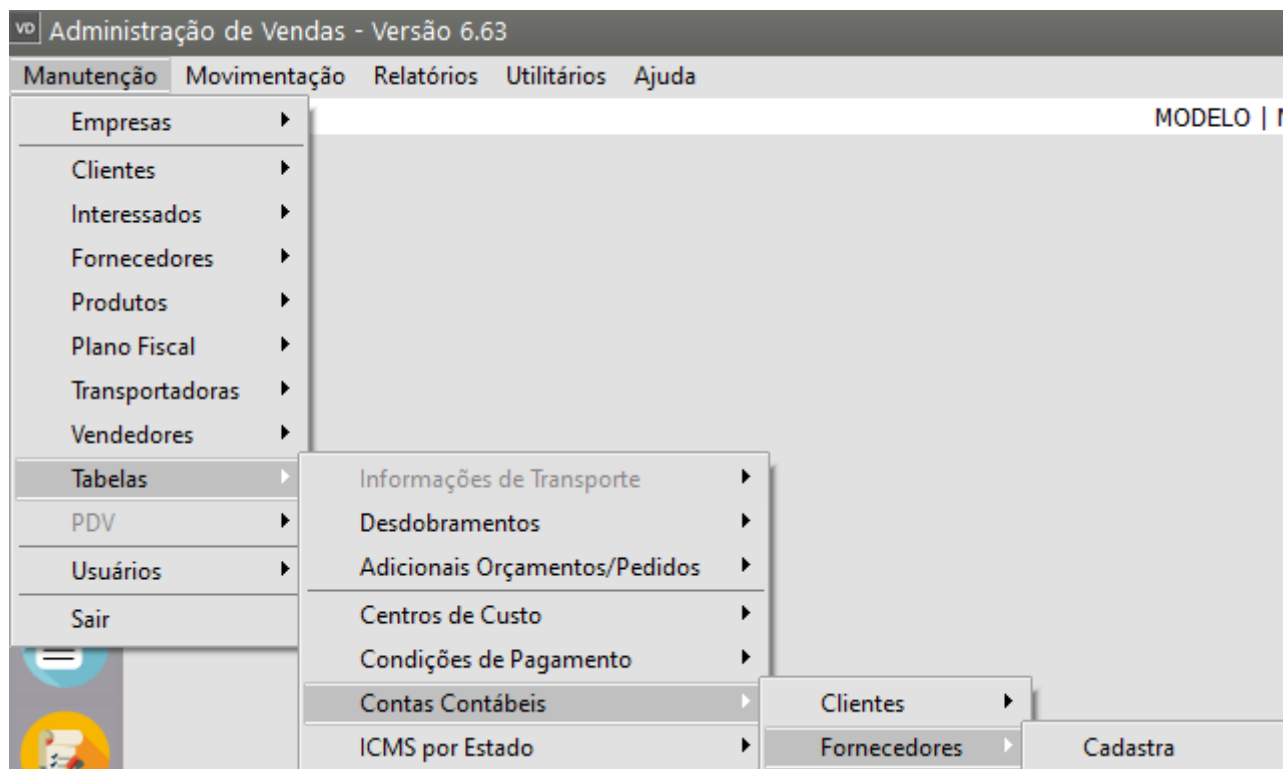 VD Administração de Vendas - Versão 6.63
Manutenção Movimentação Relatórios Utilitários Ajuda
MODELO |
Empresas
Clientes
Interessados
Fornecedores
Produtos
Plano Fiscal
Transportadoras
Vendedores
Tabelas
PDV
Usuários
Sair
Informações de Transporte
Desdobramentos
Adicionais Orçamentos/Pedidos
Centros de Custo
Condições de Pagamento
Contas Contábeis
ICMS por Estado
Clientes
Fornecedores
Cadastra